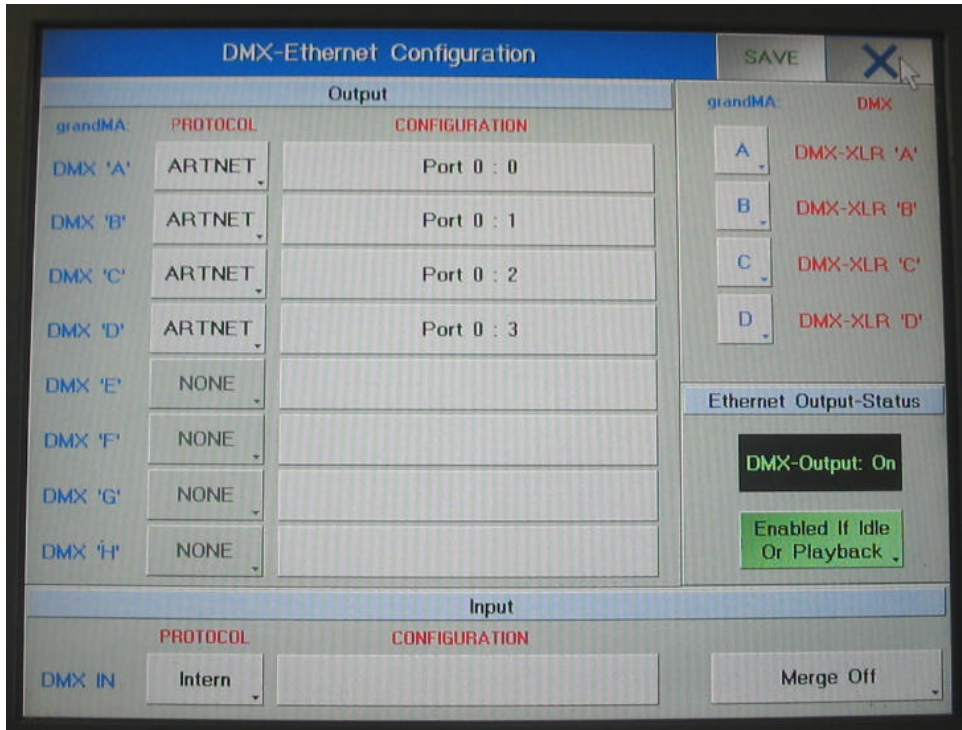 DMX-Ethernet Configuration
SAVE
Output
grandMA: PROTOCOL CONFIGURATION
DMX 'A' ARTNET Port 0 : 0
DMX 'B' ARTNET Port 0 : 1
DMX 'C' ARTNET Port 0 : 2
DMX 'D' ARTNET Port 0 : 3
DMX 'E' NONE
DMX 'F' NONE
DMX 'G' NONE
DMX 'H' NONE
grandMA: DMX
A DMX-XLR 'A'
B DMX-XLR 'B'
C DMX-XLR 'C'
D DMX-XLR 'D'
Ethernet Output-Status
DMX-Output: On
Enabled If Idle
Or Playback
Input
PROTOCOL CONFIGURATION
DMX IN Intern
Merge Off